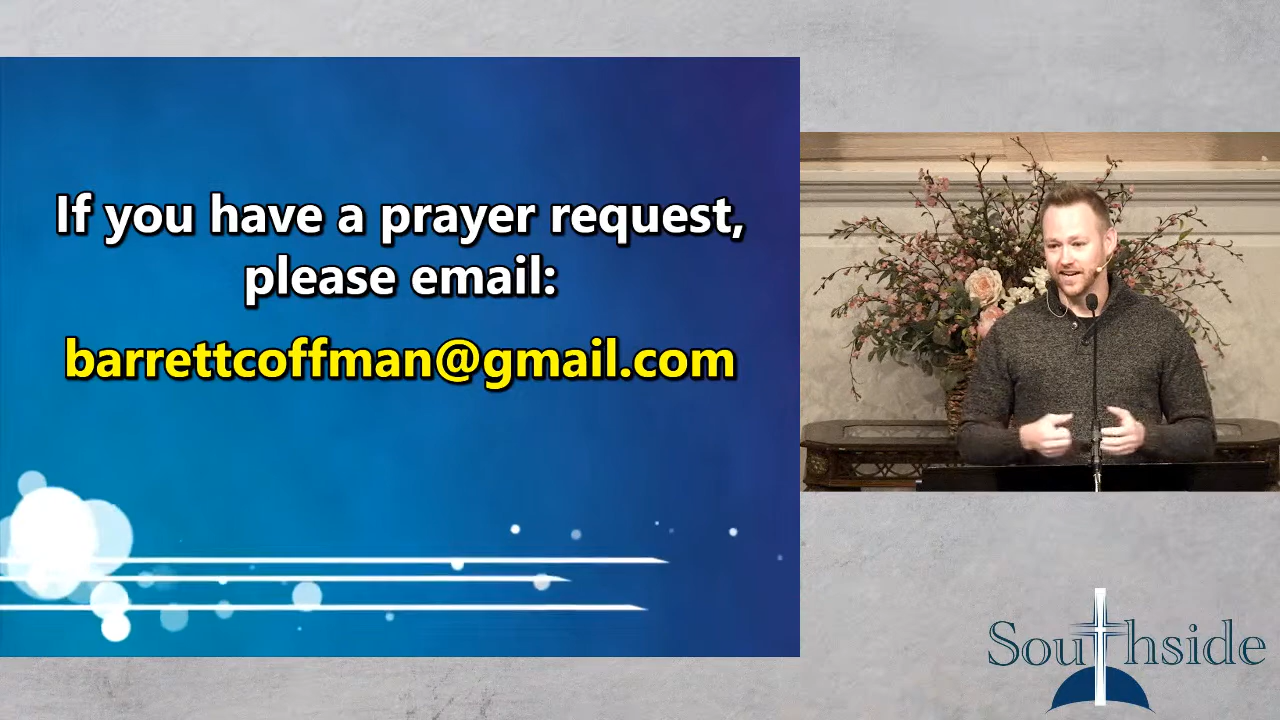 If you have a prayer request,
please email:
barrettcoffman@gmail.com
Southside